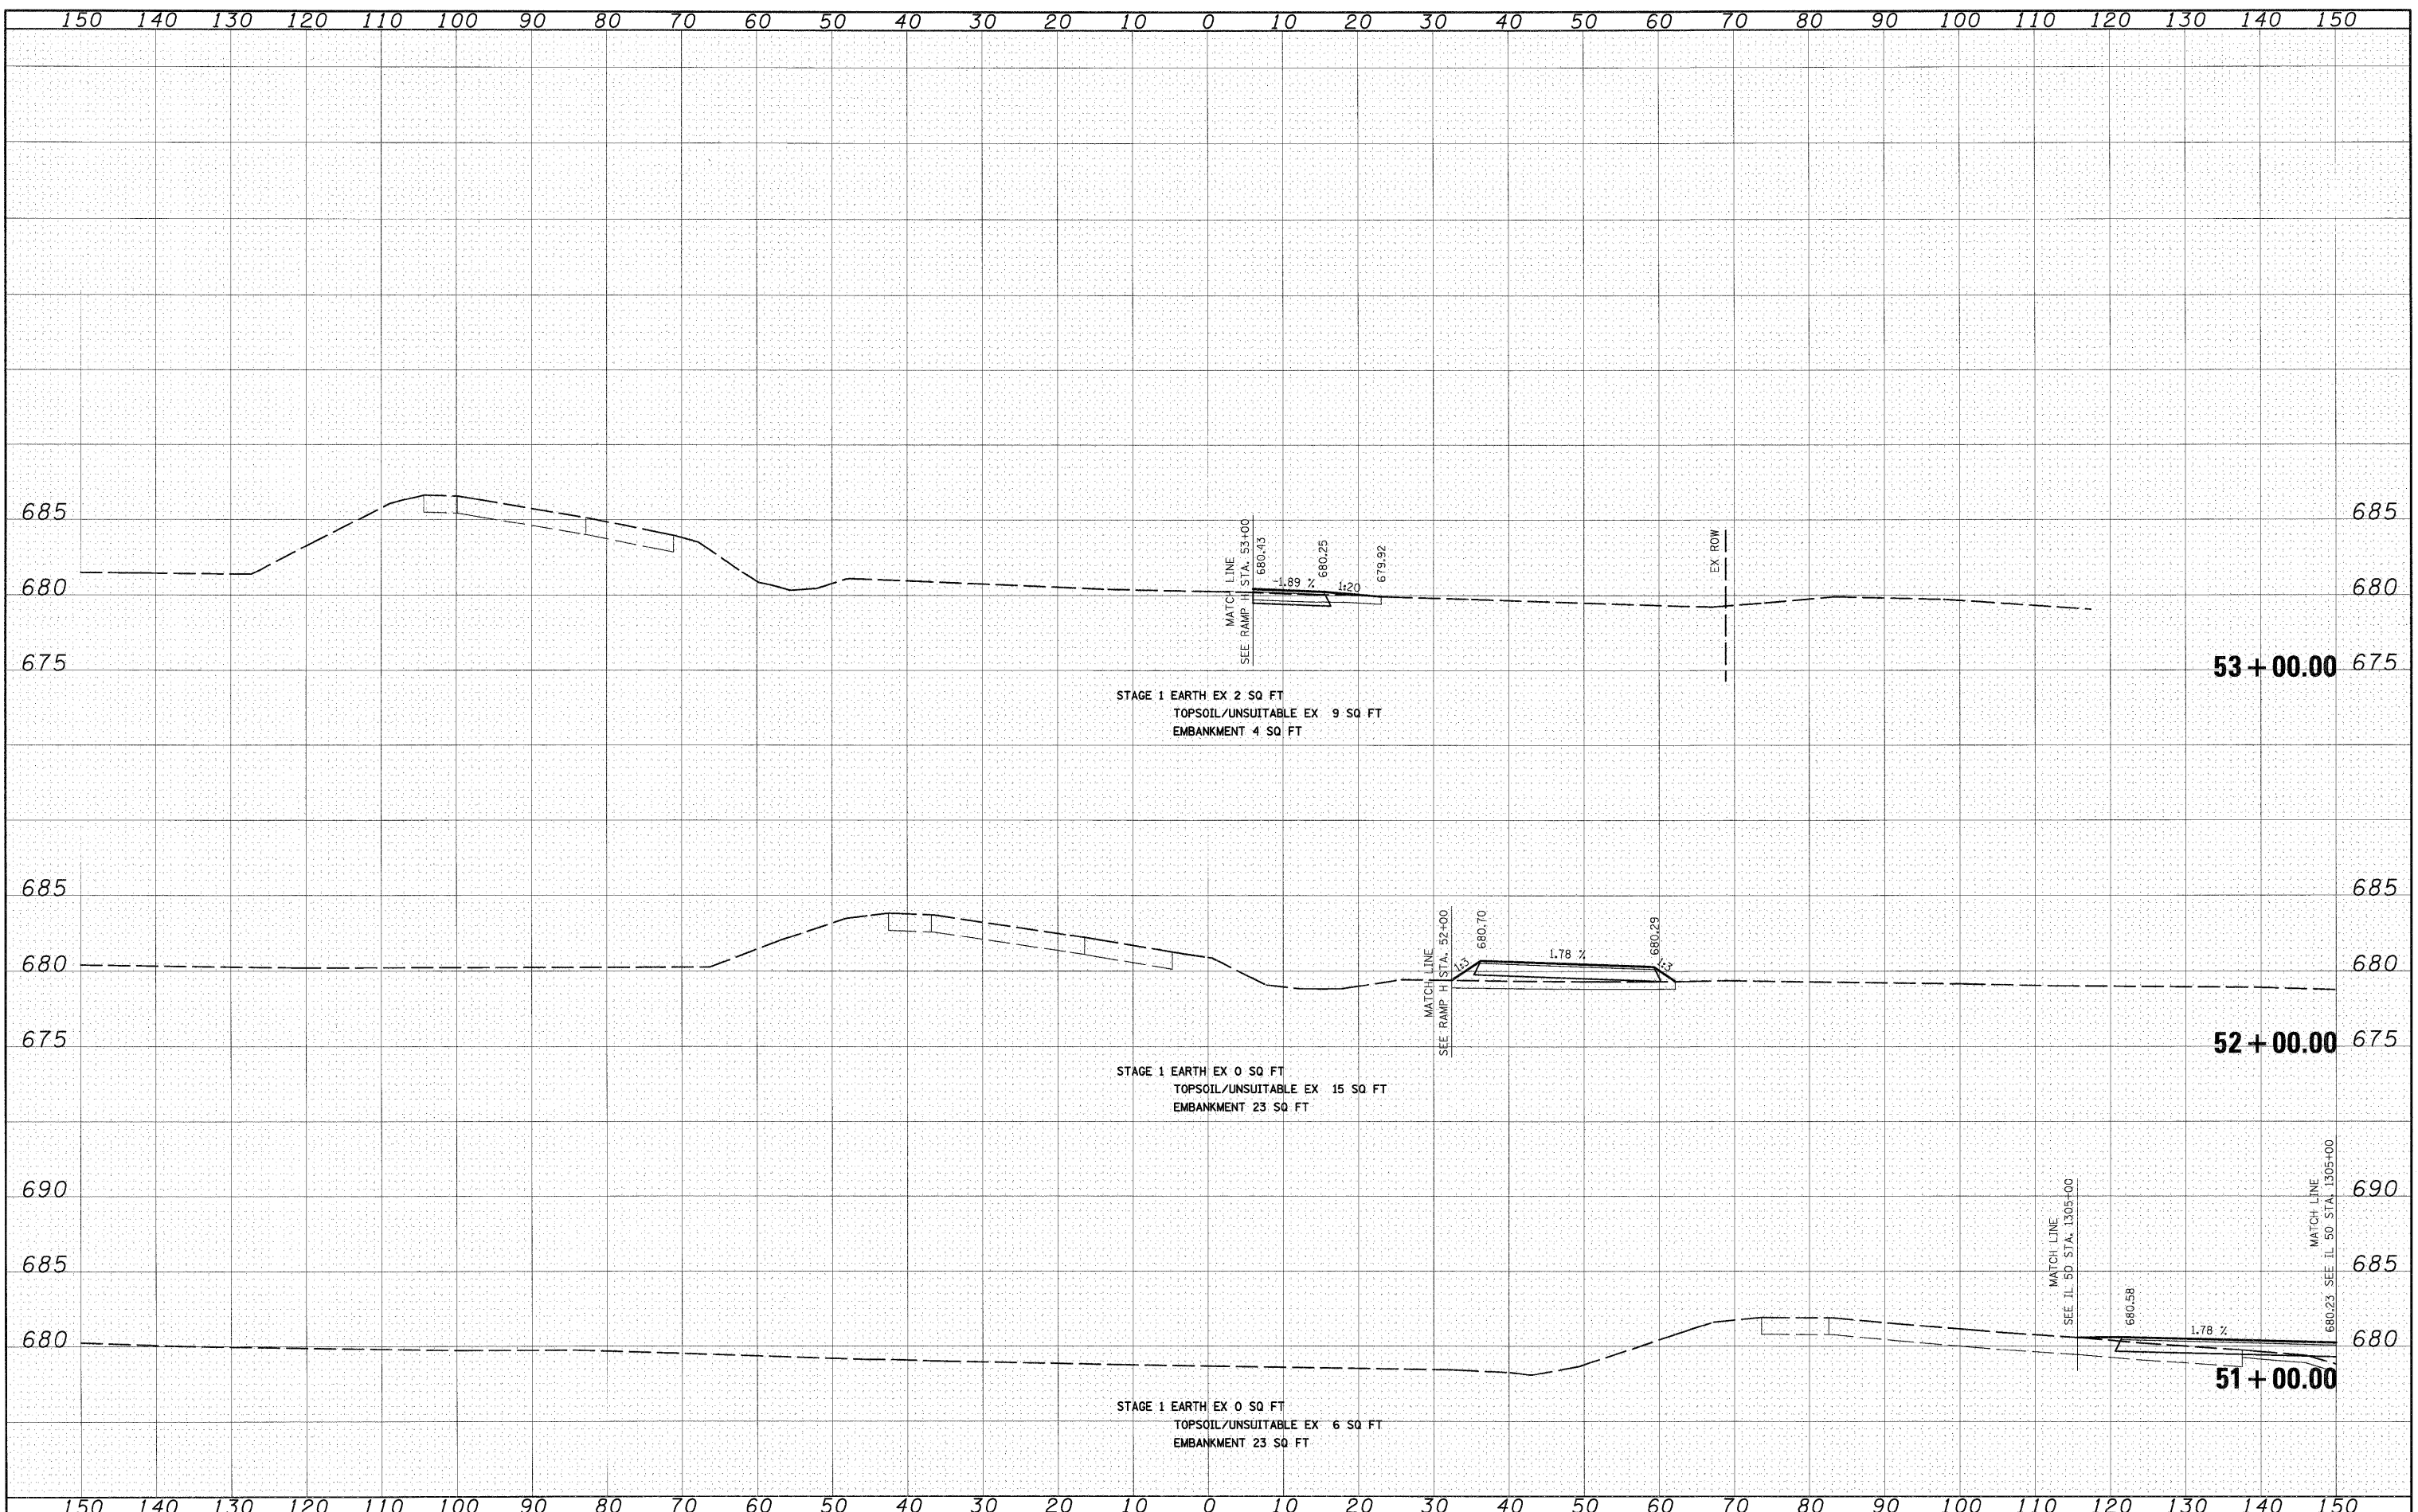 150 140 130 120 110 100 90 80 70 60 50 40 30 20 10 0 10 20 30 40 50 60 70 80 90 100 110 120 130 140 150
685 685
MATCH LINE
SEE RAMP H STA. 53+00
680.43
680.25
679.92
EX ROW
-1.89 %
1:20
680 680
675 53+00.00 675
STAGE 1 EARTH EX 2 SQ FT
TOPSOIL/UNSUITABLE EX 9 SQ FT
EMBANKMENT 4 SQ FT
685 685
MATCH LINE
SEE RAMP H STA. 52+00
680.70
680.29
1:3
1.78 %
1:3
680 680
675 52+00.00 675
STAGE 1 EARTH EX 0 SQ FT
TOPSOIL/UNSUITABLE EX 15 SQ FT
EMBANKMENT 23 SQ FT
690 690
MATCH LINE
SEE IL 50 STA. 1305+00
MATCH LINE
680.23 SEE IL 50 STA. 1305+00
685 685
680.58
1.78 %
680 680
51+00.00
STAGE 1 EARTH EX 0 SQ FT
TOPSOIL/UNSUITABLE EX 6 SQ FT
EMBANKMENT 23 SQ FT
150 140 130 120 110 100 90 80 70 60 50 40 30 20 10 0 10 20 30 40 50 60 70 80 90 100 110 120 130 140 150